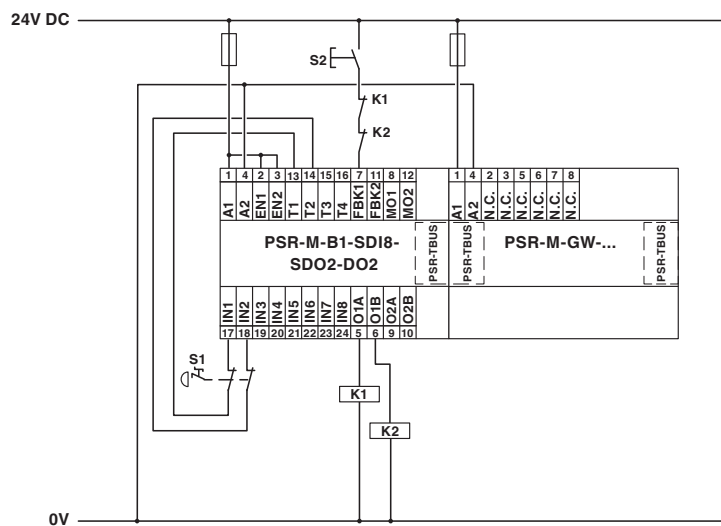 24V DC
S2
K1
K2
1 4 2 3 13 14 15 16 7 11 8 12
A1 A2 EN1 EN2 T1 T2 T3 T4 FBK1 FBK2 MO1 MO2
1 2 3 4 5 6 7 8
A1 A2 N.C. N.C. N.C. N.C. N.C. N.C.
PSR-M-B1-SDI8-
SDO2-DO2
PSR-TBUS
PSR-TBUS
PSR-M-GW-...
PSR-TBUS
IN1 IN2 IN3 IN4 IN5 IN6 IN7 IN8 O1A O1B O2A O2B
17 18 19 20 21 22 23 24 5 6 9 10
S1
K1
K2
0V